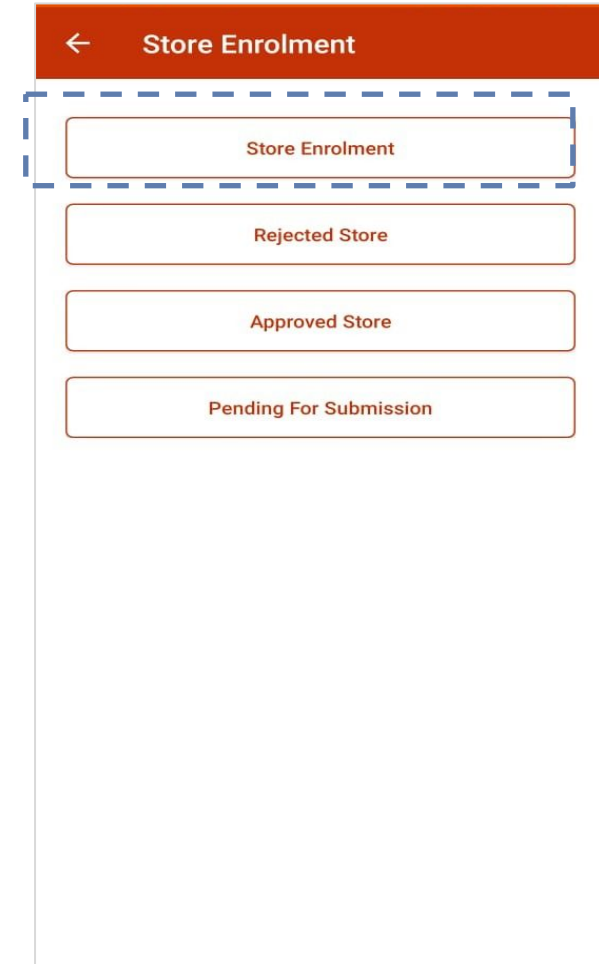 Store Enrolment
Store Enrolment
Rejected Store
Approved Store
Pending For Submission